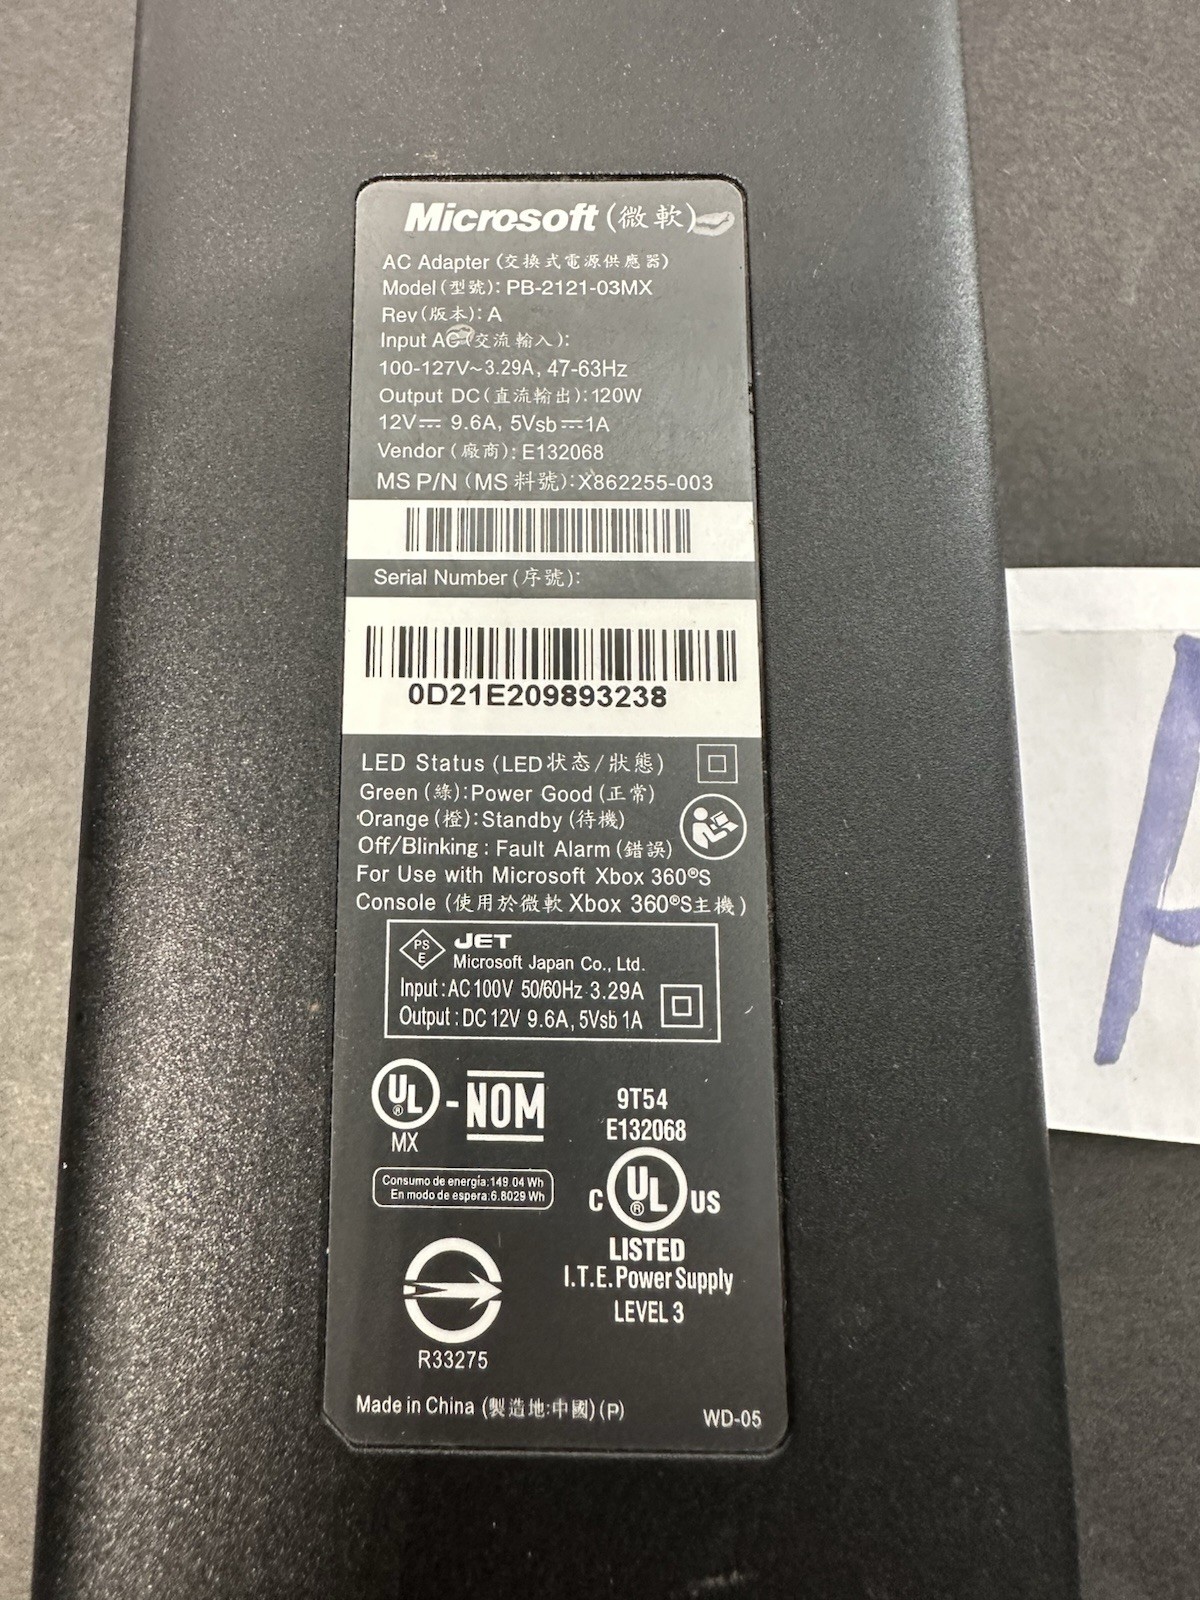 Microsoft(微軟)
AC Adapter (交換式電源供應器)
Model(型號): PB-2121-03MX
Rev(版本): A
Input AC(交流輸入):
100-127V~3.29A, 47-63Hz
Output DC(直流輸出):120W
12V⎓ 9.6A, 5Vsb⎓1A
Vendor (廠商): E132068
MS P/N (MS 料號):X862255-003
Serial Number(序號):
0D21E209893238
LED Status (LED状态/狀態)
Green(綠):Power Good(正常)
Orange(橙):Standby(待機)
Off/Blinking : Fault Alarm(錯誤)
For Use with Microsoft Xbox 360®S
Console (使用於微軟 Xbox 360®S主機)
PS
E
JET
Microsoft Japan Co., Ltd.
Input:AC 100V 50/60Hz 3.29A
Output : DC 12V 9.6A, 5Vsb 1A
UL® - NOM
MX
9T54
E132068
Consumo de energía:149 04 Wh
En modo de espera:6.8029 Wh
C UL® US
LISTED
I.T.E. Power Supply
LEVEL 3
R33275
Made in China (製造地:中國)(P)
WD-05
A